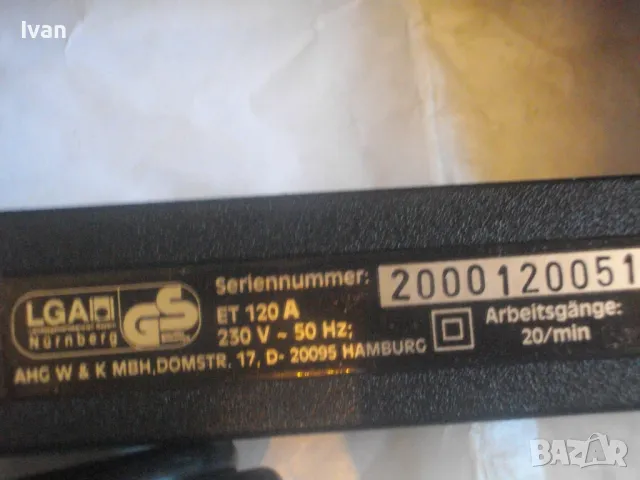 Ivan
LGA
Nürnberg
GS
Seriennummer: 2000120051
ET 120 A
230 V ~ 50 Hz;
Arbeitsgänge:
20/min
AHG W & K MBH, DOMSTR. 17, D- 20095 HAMBURG
BAZAR